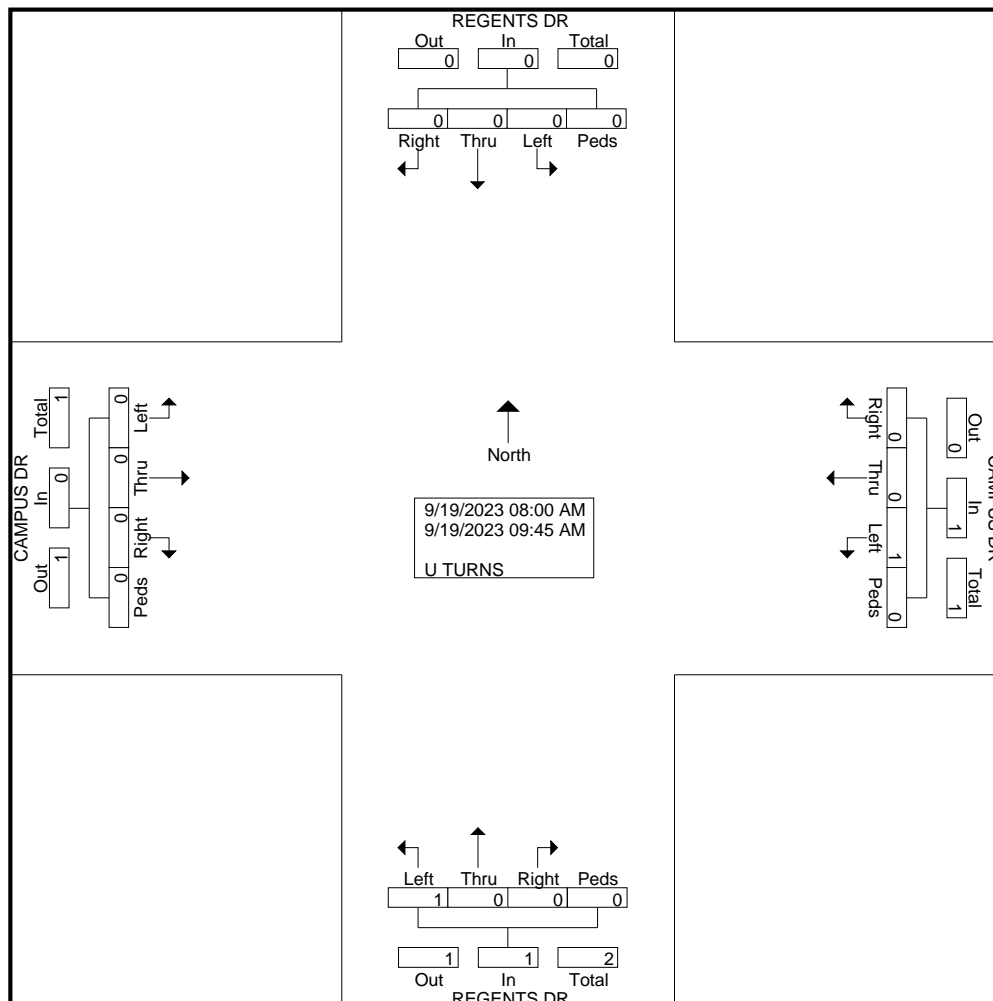 REGENTS DR
Out In Total
0 0 0
0 0 0 0
Right Thru Left Peds
CAMPUS DR
Total In Out
1 0 1
0 0 0 0
Left Thru Right Peds
North
9/19/2023 08:00 AM
9/19/2023 09:45 AM
U TURNS
Right Thru Left Peds
0 0 1 0
Out In Total
0 1 1
CAMPUS DR
Left Thru Right Peds
1 0 0 0
1 1 2
Out In Total
REGENTS DR